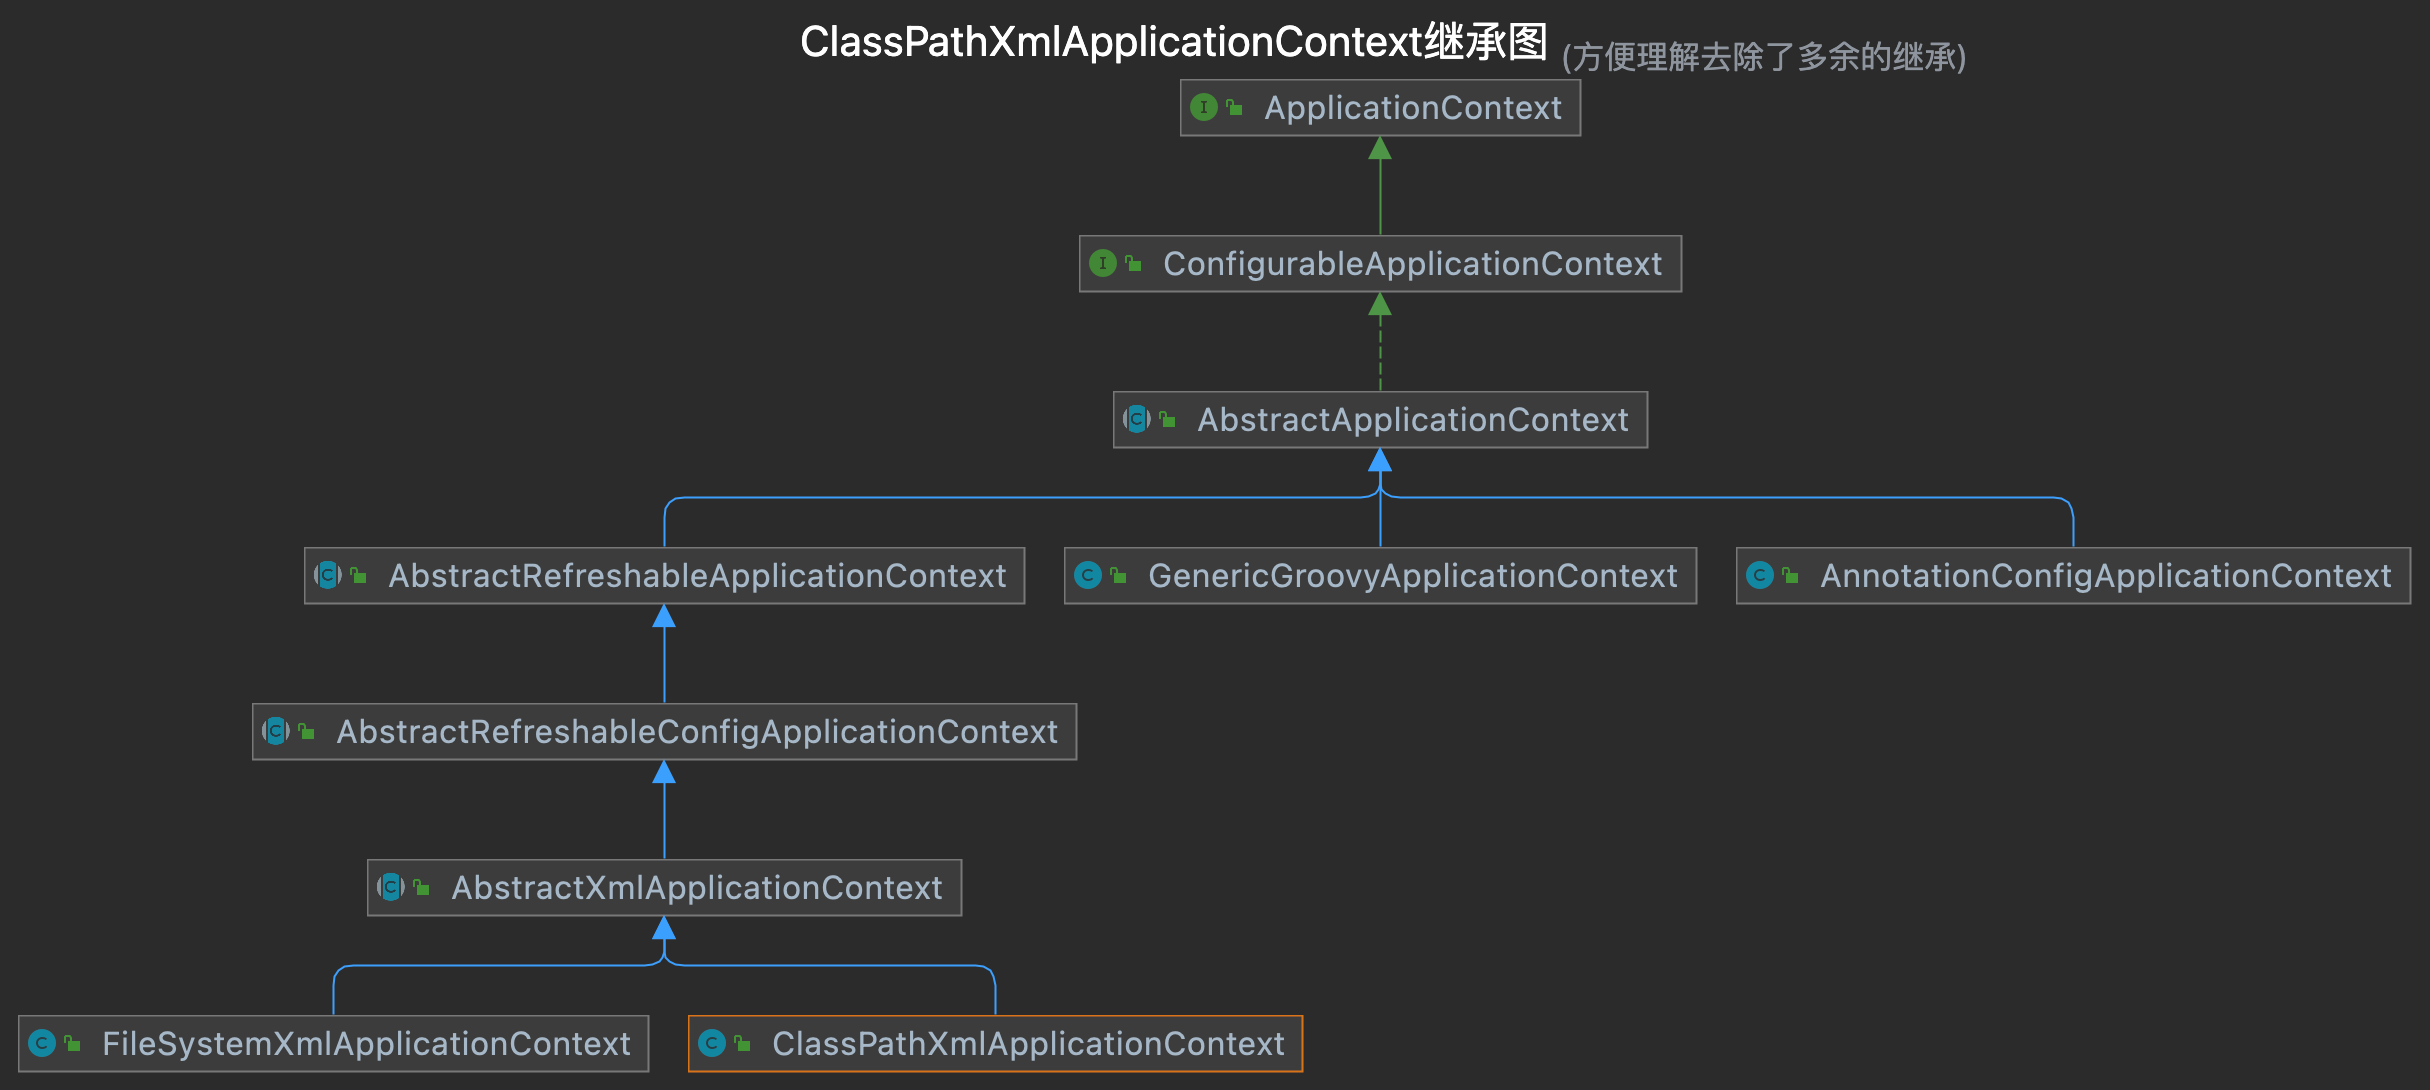 ClassPathXmlApplicationContext继承图 (方便理解去除了多余的继承)
ApplicationContext
ConfigurableApplicationContext
AbstractApplicationContext
AbstractRefreshableApplicationContext
GenericGroovyApplicationContext
AnnotationConfigApplicationContext
AbstractRefreshableConfigApplicationContext
AbstractXmlApplicationContext
FileSystemXmlApplicationContext
ClassPathXmlApplicationContext